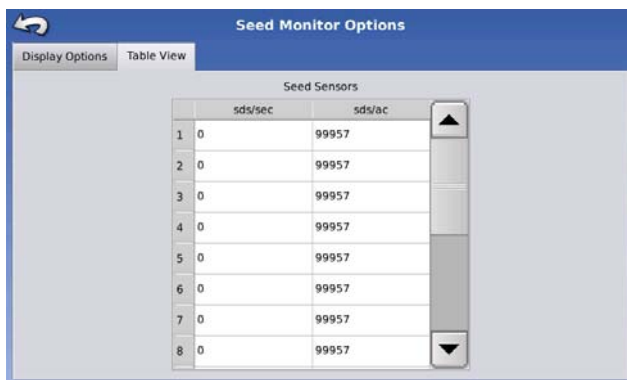 Seed Monitor Options
Display Options Table View
Seed Sensors
sds/sec sds/ac
1 0 99957
2 0 99957
3 0 99957
4 0 99957
5 0 99957
6 0 99957
7 0 99957
8 0 99957